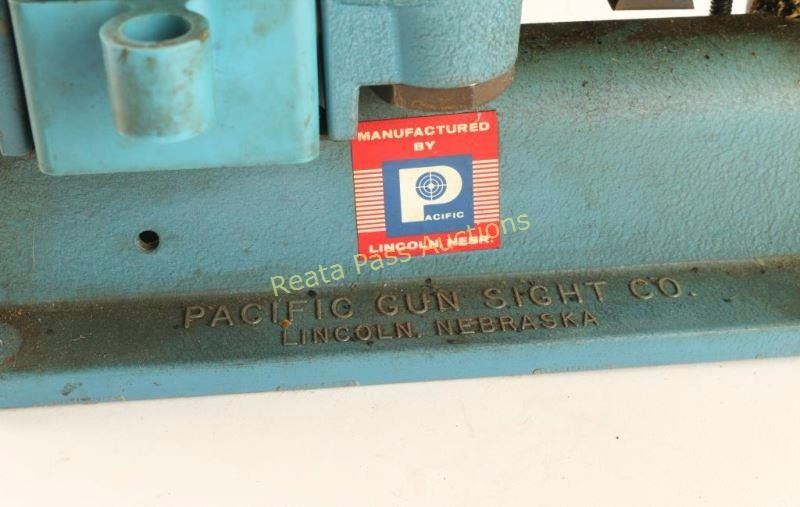 MANUFACTURED
BY
PACIFIC
LINCOLN, NEBR.
Reata Pass Auctions
PACIFIC GUN SIGHT CO.
LINCOLN, NEBRASKA